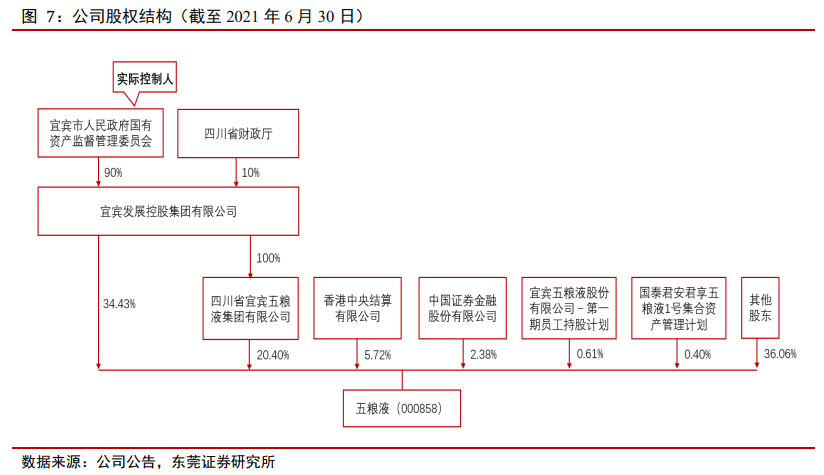 图 7：公司股权结构（截至 2021 年 6 月 30 日）
实际控制人
宜宾市人民政府国有
资产监督管理委员会
四川省财政厅
90%
10%
宜宾发展控股集团有限公司
100%
34.43%
四川省宜宾五粮
液集团有限公司
香港中央结算
有限公司
中国证券金融
股份有限公司
宜宾五粮液股份
有限公司－第一
期员工持股计划
国泰君安君享五
粮液1号集合资
产管理计划
其他
股东
20.40%
5.72%
2.38%
0.61%
0.40%
36.06%
五粮液（000858）
数据来源：公司公告，东莞证券研究所